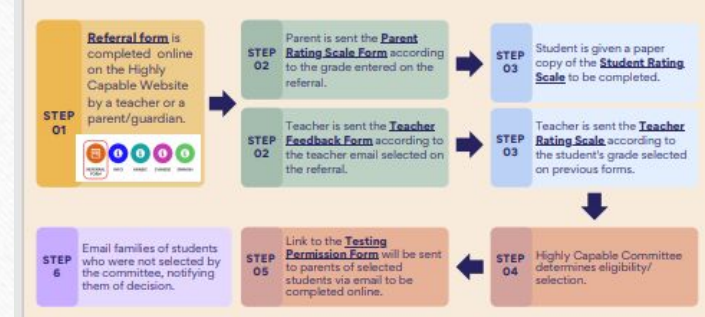 STEP
01
Referral form is
completed online
on the Highly
Capable Website
by a teacher or a
parent/guardian.
REFERRAL
FORM
INFO
CHINESE
SPANISH
STEP
02
Parent is sent the Parent
Rating Scale Form according
to the grade entered on the
referral.
STEP
03
Student is given a paper
copy of the Student Rating
Scale to be completed.
STEP
02
Teacher is sent the Teacher
Feedback Form according to
the teacher email selected on
the referral.
STEP
03
Teacher is sent the Teacher
Rating Scale according to
the student's grade selected
on previous forms.
STEP
04
Highly Capable Committee
determines eligibility/
selection.
STEP
05
Link to the Testing
Permission Form will be sent
to parents of selected
students via email to be
completed online.
STEP
6
Email families of students
who were not selected by
the committee, notifying
them of decision.